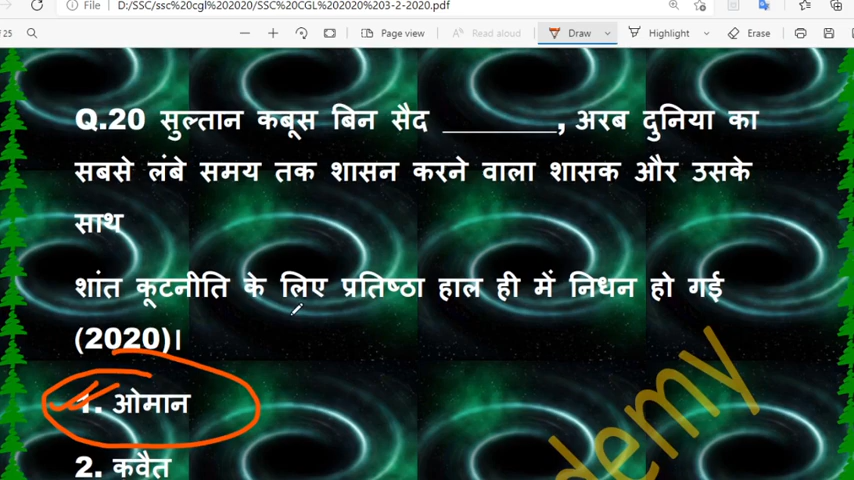 File
D:/SSC/ssc%20cgl%202020/SSC%20CGL%202020%203-2-2020.pdf
25
Page view
Read aloud
Draw
Highlight
Erase
Q.20 सुल्तान कबूस बिन सैद ________, अरब दुनिया का
सबसे लंबे समय तक शासन करने वाला शासक और उसके
साथ
शांत कूटनीति के लिए प्रतिष्ठा हाल ही में निधन हो गई
(2020)।
1. ओमान
2. कवैत
demy